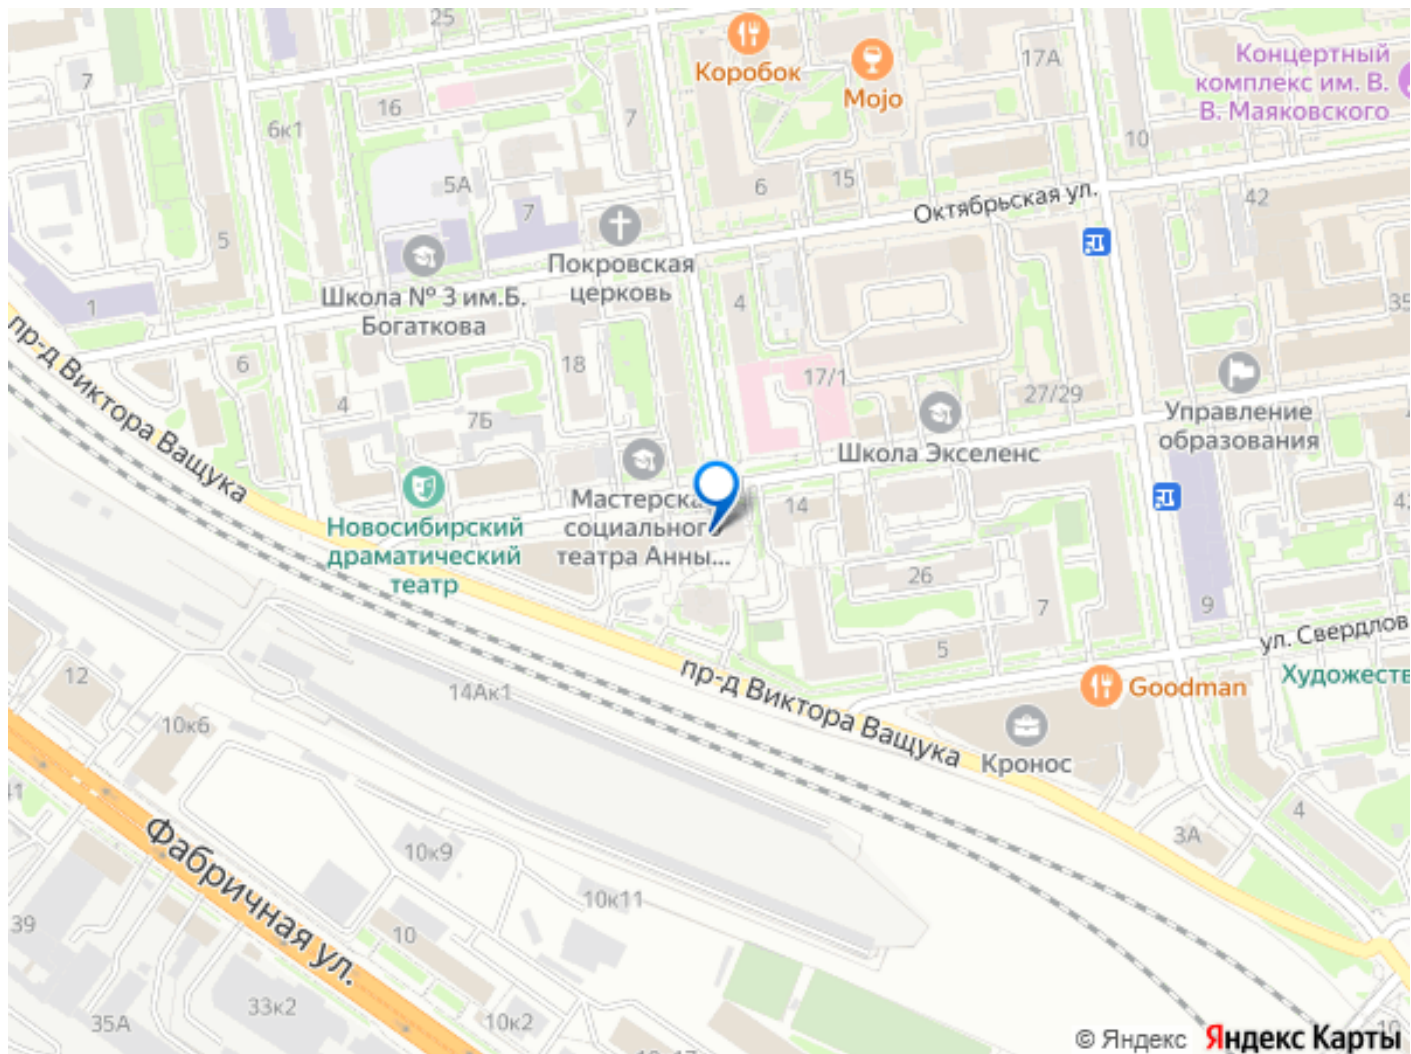 25
Коробок
Mojo
17А
Концертный
комплекс им. В.
В. Маяковского
7
16
6к1
7
10
5А
7
6
15
42
Октябрьская ул.
5
Покровская
церковь
Школа № 3 им.Б.
Богаткова
1
4
35
пр-д Виктора Ващука
6
18
17/1
4
7Б
27/29
Управление
образования
Школа Экселенс
Мастерска
социального
театра Анны...
14
Новосибирский
драматический
театр
42
26
7
9
5
ул. Свердлов
Художеств
Goodman
12
14Ак1
пр-д Виктора Ващука
10к6
Кронос
41
4
3А
Фабричная ул.
10к9
10к11
39
10
33к2
35А
10к2
10
© Яндекс Яндекс Карты